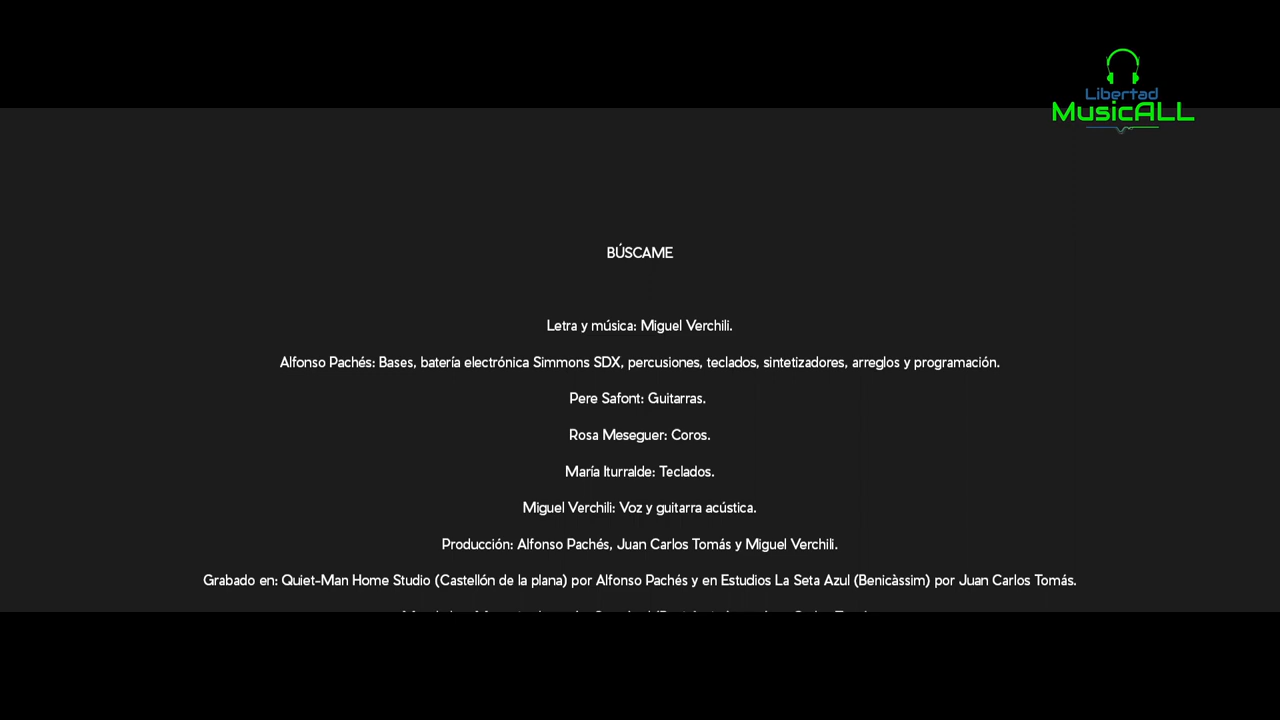 Libertad
MusicALL
BÚSCAME
Letra y música: Miguel Verchili.
Alfonso Pachés: Bases, batería electrónica Simmons SDX, percusiones, teclados, sintetizadores, arreglos y programación.
Pere Safont: Guitarras.
Rosa Meseguer: Coros.
María Iturralde: Teclados.
Miguel Verchili: Voz y guitarra acústica.
Producción: Alfonso Pachés, Juan Carlos Tomás y Miguel Verchili.
Grabado en: Quiet-Man Home Studio (Castellón de la plana) por Alfonso Pachés y en Estudios La Seta Azul (Benicàssim) por Juan Carlos Tomás.